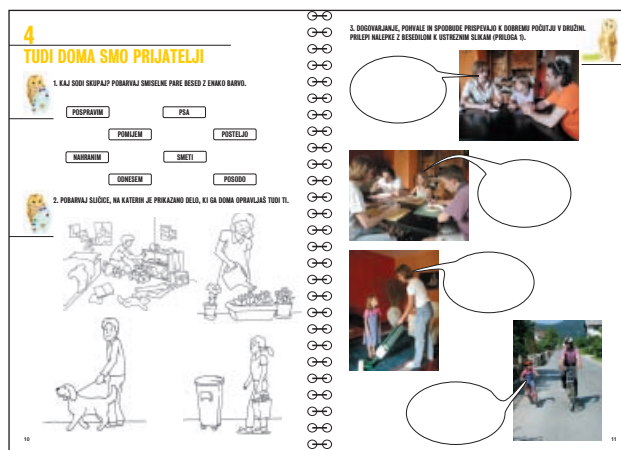 4
TUDI DOMA SMO PRIJATELJI
1. KAJ SODI SKUPAJ? POBARVAJ SMISELNE PARE BESED Z ENAKO BARVO.
POSPRAVIM PSA
POMIJEM POSTELJO
NAHRANIM SMETI
ODNESEM POSODO
2. POBARVAJ SLIČICE, NA KATERIH JE PRIKAZANO DELO, KI GA DOMA OPRAVLJAŠ TUDI TI.
10
3. DOGOVARJANJE, POHVALE IN SPODBUDE PRISPEVAJO K DOBREMU POČUTJU V DRUŽINI.
PRILEPI NALEPKE Z BESEDILOM K USTREZNIM SLIKAM (PRILOGA 1).
11